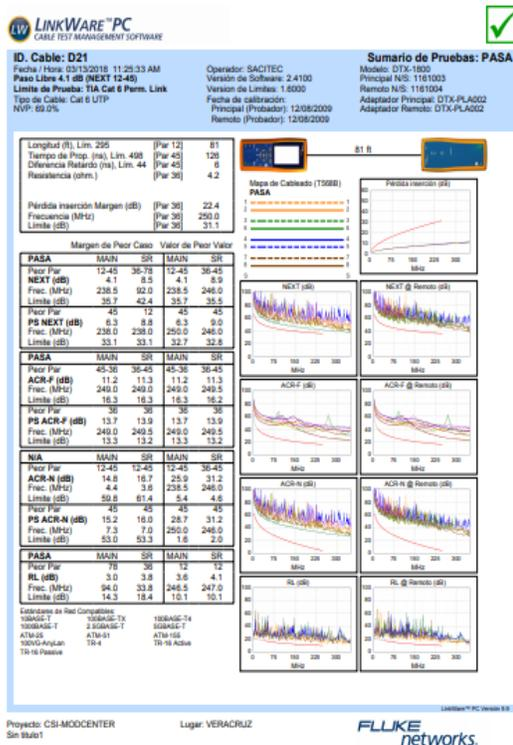 LINKWARE™PC
CABLE TEST MANAGEMENT SOFTWARE
ID. Cable: D21
Sumario de Pruebas: PASA
Fecha / Hora: 03/13/2018 11:25:33 AM
Paso Libre 4.1 dB (NEXT 12-45)
Límite de Prueba: TIA Cat 6 Perm. Link
Tipo de Cable: Cat 6 UTP
NVP: 69.0%
Operador: SACITEC
Versión de Software: 2.4100
Version de Limites: 1.6000
Fecha de calibración:
Principal (Probador): 12/08/2009
Remoto (Probador): 12/08/2009
Modelo: DTX-1800
Principal N/S: 1161003
Remoto N/S: 1161004
Adaptador Principal: DTX-PLA002
Adaptador Remoto: DTX-PLA002
Longitud (ft), Lím. 295 [Par 12] 81
Tiempo de Prop. (ns), Lím. 498 [Par 45] 126
Diferencia Retardo (ns), Lím. 44 [Par 45] 6
Resistencia (ohm.) [Par 36] 4.2
Pérdida inserción Margen (dB) [Par 36] 22.4
Frecuencia (MHz) [Par 36] 250.0
Límite (dB) [Par 36] 31.1
81 ft
Mapa de Cableado (T568B)
PASA
Pérdida inserción (dB)
Margen de Peor Caso Valor de Peor Valor
PASA MAIN SR MAIN SR
Peor Par 12-45 36-78 12-45 36-45
NEXT (dB) 4.1 8.5 4.1 8.9
Frec. (MHz) 238.5 92.0 238.5 246.0
Límite (dB) 35.7 42.4 35.7 35.5
Peor Par 45 12 45 45
PS NEXT (dB) 6.3 8.8 6.3 9.0
Frec. (MHz) 238.0 238.0 250.0 246.0
Límite (dB) 33.1 33.1 32.7 32.8
PASA MAIN SR MAIN SR
Peor Par 45-36 36-45 45-36 36-45
ACR-F (dB) 11.2 11.3 11.2 11.3
Frec. (MHz) 249.0 249.0 249.0 249.5
Límite (dB) 16.3 16.3 16.3 16.2
Peor Par 36 36 36 36
PS ACR-F (dB) 13.7 13.9 13.7 13.9
Frec. (MHz) 249.0 249.5 249.0 249.5
Límite (dB) 13.3 13.2 13.3 13.2
N/A MAIN SR MAIN SR
Peor Par 12-45 12-45 12-45 36-45
ACR-N (dB) 14.8 16.7 25.9 31.2
Frec. (MHz) 4.4 3.6 238.5 246.0
Límite (dB) 59.8 61.4 5.4 4.6
Peor Par 45 45 45 45
PS ACR-N (dB) 15.2 16.0 28.7 31.2
Frec. (MHz) 7.3 7.0 250.0 246.0
Límite (dB) 53.0 53.3 1.6 2.0
PASA MAIN SR MAIN SR
Peor Par 78 36 12 12
RL (dB) 3.0 3.8 3.6 4.1
Frec. (MHz) 94.0 33.8 246.5 247.0
Límite (dB) 14.3 18.4 10.1 10.1
NEXT (dB)
NEXT @ Remoto (dB)
ACR-F (dB)
ACR-F @ Remoto (dB)
ACR-N (dB)
ACR-N @ Remoto (dB)
RL (dB)
RL @ Remoto (dB)
Estándares de Red Compatibles:
10BASE-T 100BASE-TX 100BASE-T4
1000BASE-T 2.5GBASE-T 5GBASE-T
ATM-25 ATM-51 ATM-155
100VG-AnyLan TR-4 TR-16 Active
TR-16 Passive
LinkWare™ PC Versión 9.9
Proyecto: CSI-MODCENTER
Lugar: VERACRUZ
Sin título1
FLUKE networks.